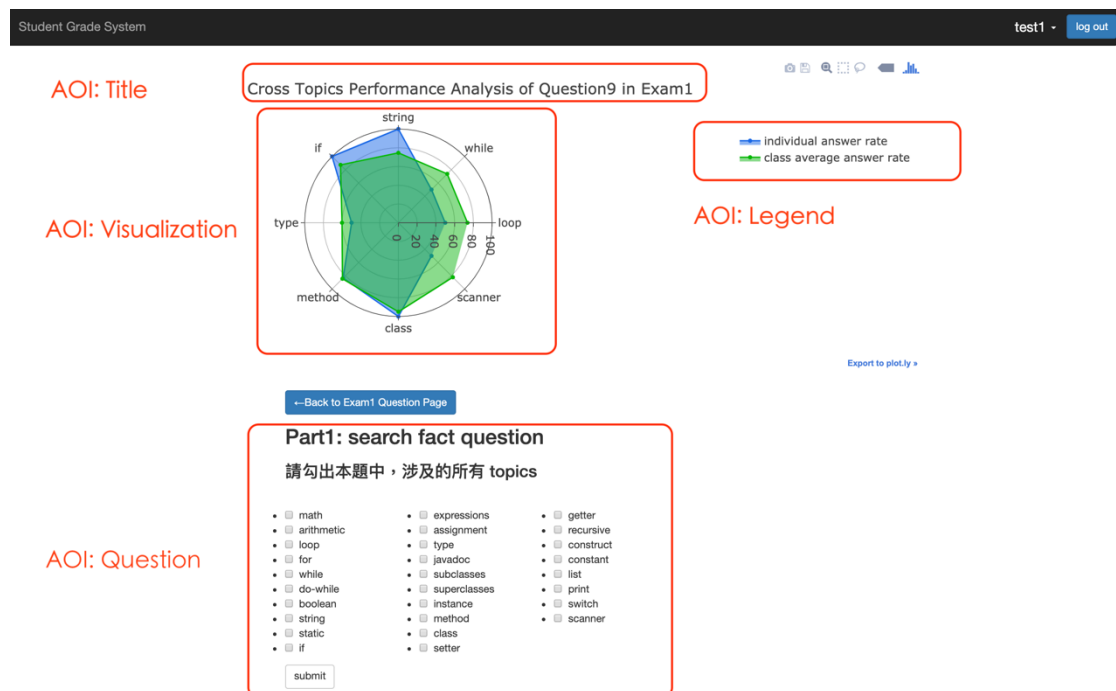 Student Grade System
test1
log out
AOI: Title
Cross Topics Performance Analysis of Question9 in Exam1
string
if
while
individual answer rate
class average answer rate
AOI: Visualization
type
loop
0
20
40
60
80
100
AOI: Legend
method
scanner
class
Export to plot.ly »
←Back to Exam1 Question Page
Part1: search fact question
請勾出本題中，涉及的所有 topics
AOI: Question
math
arithmetic
loop
for
while
do-while
boolean
string
static
if
expressions
assignment
type
javadoc
subclasses
superclasses
instance
method
class
setter
getter
recursive
construct
constant
list
print
switch
scanner
submit